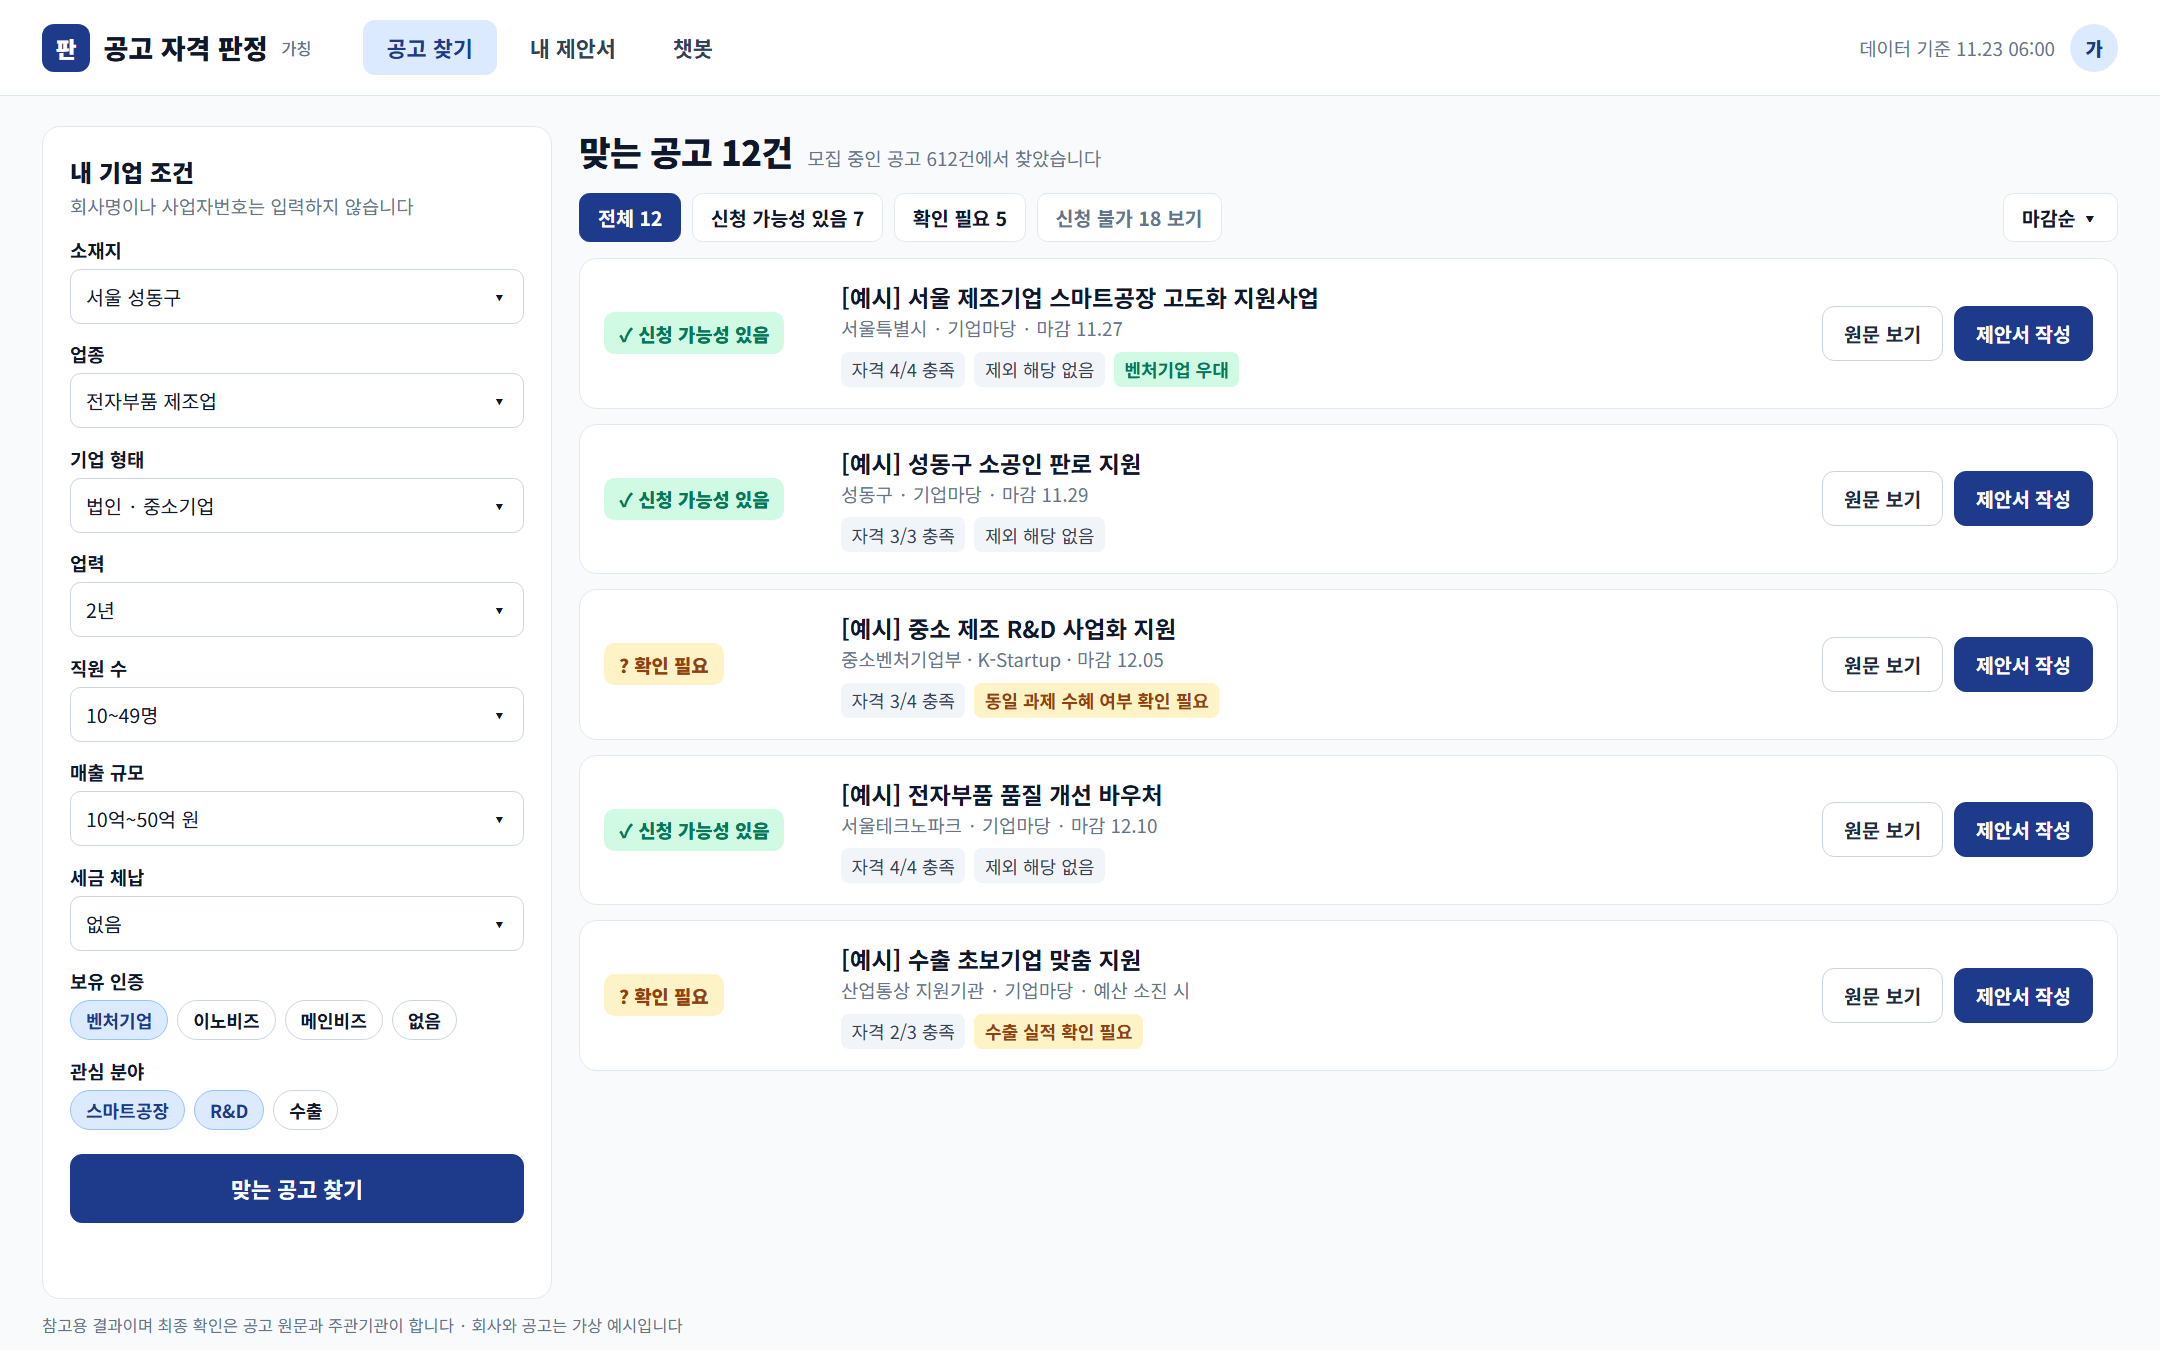 판 공고 자격 판정 가칭 공고 찾기 내 제안서 챗봇 데이터 기준 11.23 06:00 가
내 기업 조건
회사명이나 사업자번호는 입력하지 않습니다
소재지
서울 성동구 ▼
업종
전자부품 제조업 ▼
기업 형태
법인 · 중소기업 ▼
업력
2년 ▼
직원 수
10~49명 ▼
매출 규모
10억~50억 원 ▼
세금 체납
없음 ▼
보유 인증
벤처기업 이노비즈 메인비즈 없음
관심 분야
스마트공장 R&D 수출
맞는 공고 찾기
맞는 공고 12건 모집 중인 공고 612건에서 찾았습니다
전체 12 신청 가능성 있음 7 확인 필요 5 신청 불가 18 보기 마감순 ▼
✓ 신청 가능성 있음
[예시] 서울 제조기업 스마트공장 고도화 지원사업
서울특별시 · 기업마당 · 마감 11.27
자격 4/4 충족 제외 해당 없음 벤처기업 우대
원문 보기 제안서 작성
✓ 신청 가능성 있음
[예시] 성동구 소공인 판로 지원
성동구 · 기업마당 · 마감 11.29
자격 3/3 충족 제외 해당 없음
원문 보기 제안서 작성
? 확인 필요
[예시] 중소 제조 R&D 사업화 지원
중소벤처기업부 · K-Startup · 마감 12.05
자격 3/4 충족 동일 과제 수혜 여부 확인 필요
원문 보기 제안서 작성
✓ 신청 가능성 있음
[예시] 전자부품 품질 개선 바우처
서울테크노파크 · 기업마당 · 마감 12.10
자격 4/4 충족 제외 해당 없음
원문 보기 제안서 작성
? 확인 필요
[예시] 수출 초보기업 맞춤 지원
산업통상 지원기관 · 기업마당 · 예산 소진 시
자격 2/3 충족 수출 실적 확인 필요
원문 보기 제안서 작성
참고용 결과이며 최종 확인은 공고 원문과 주관기관이 합니다 · 회사와 공고는 가상 예시입니다